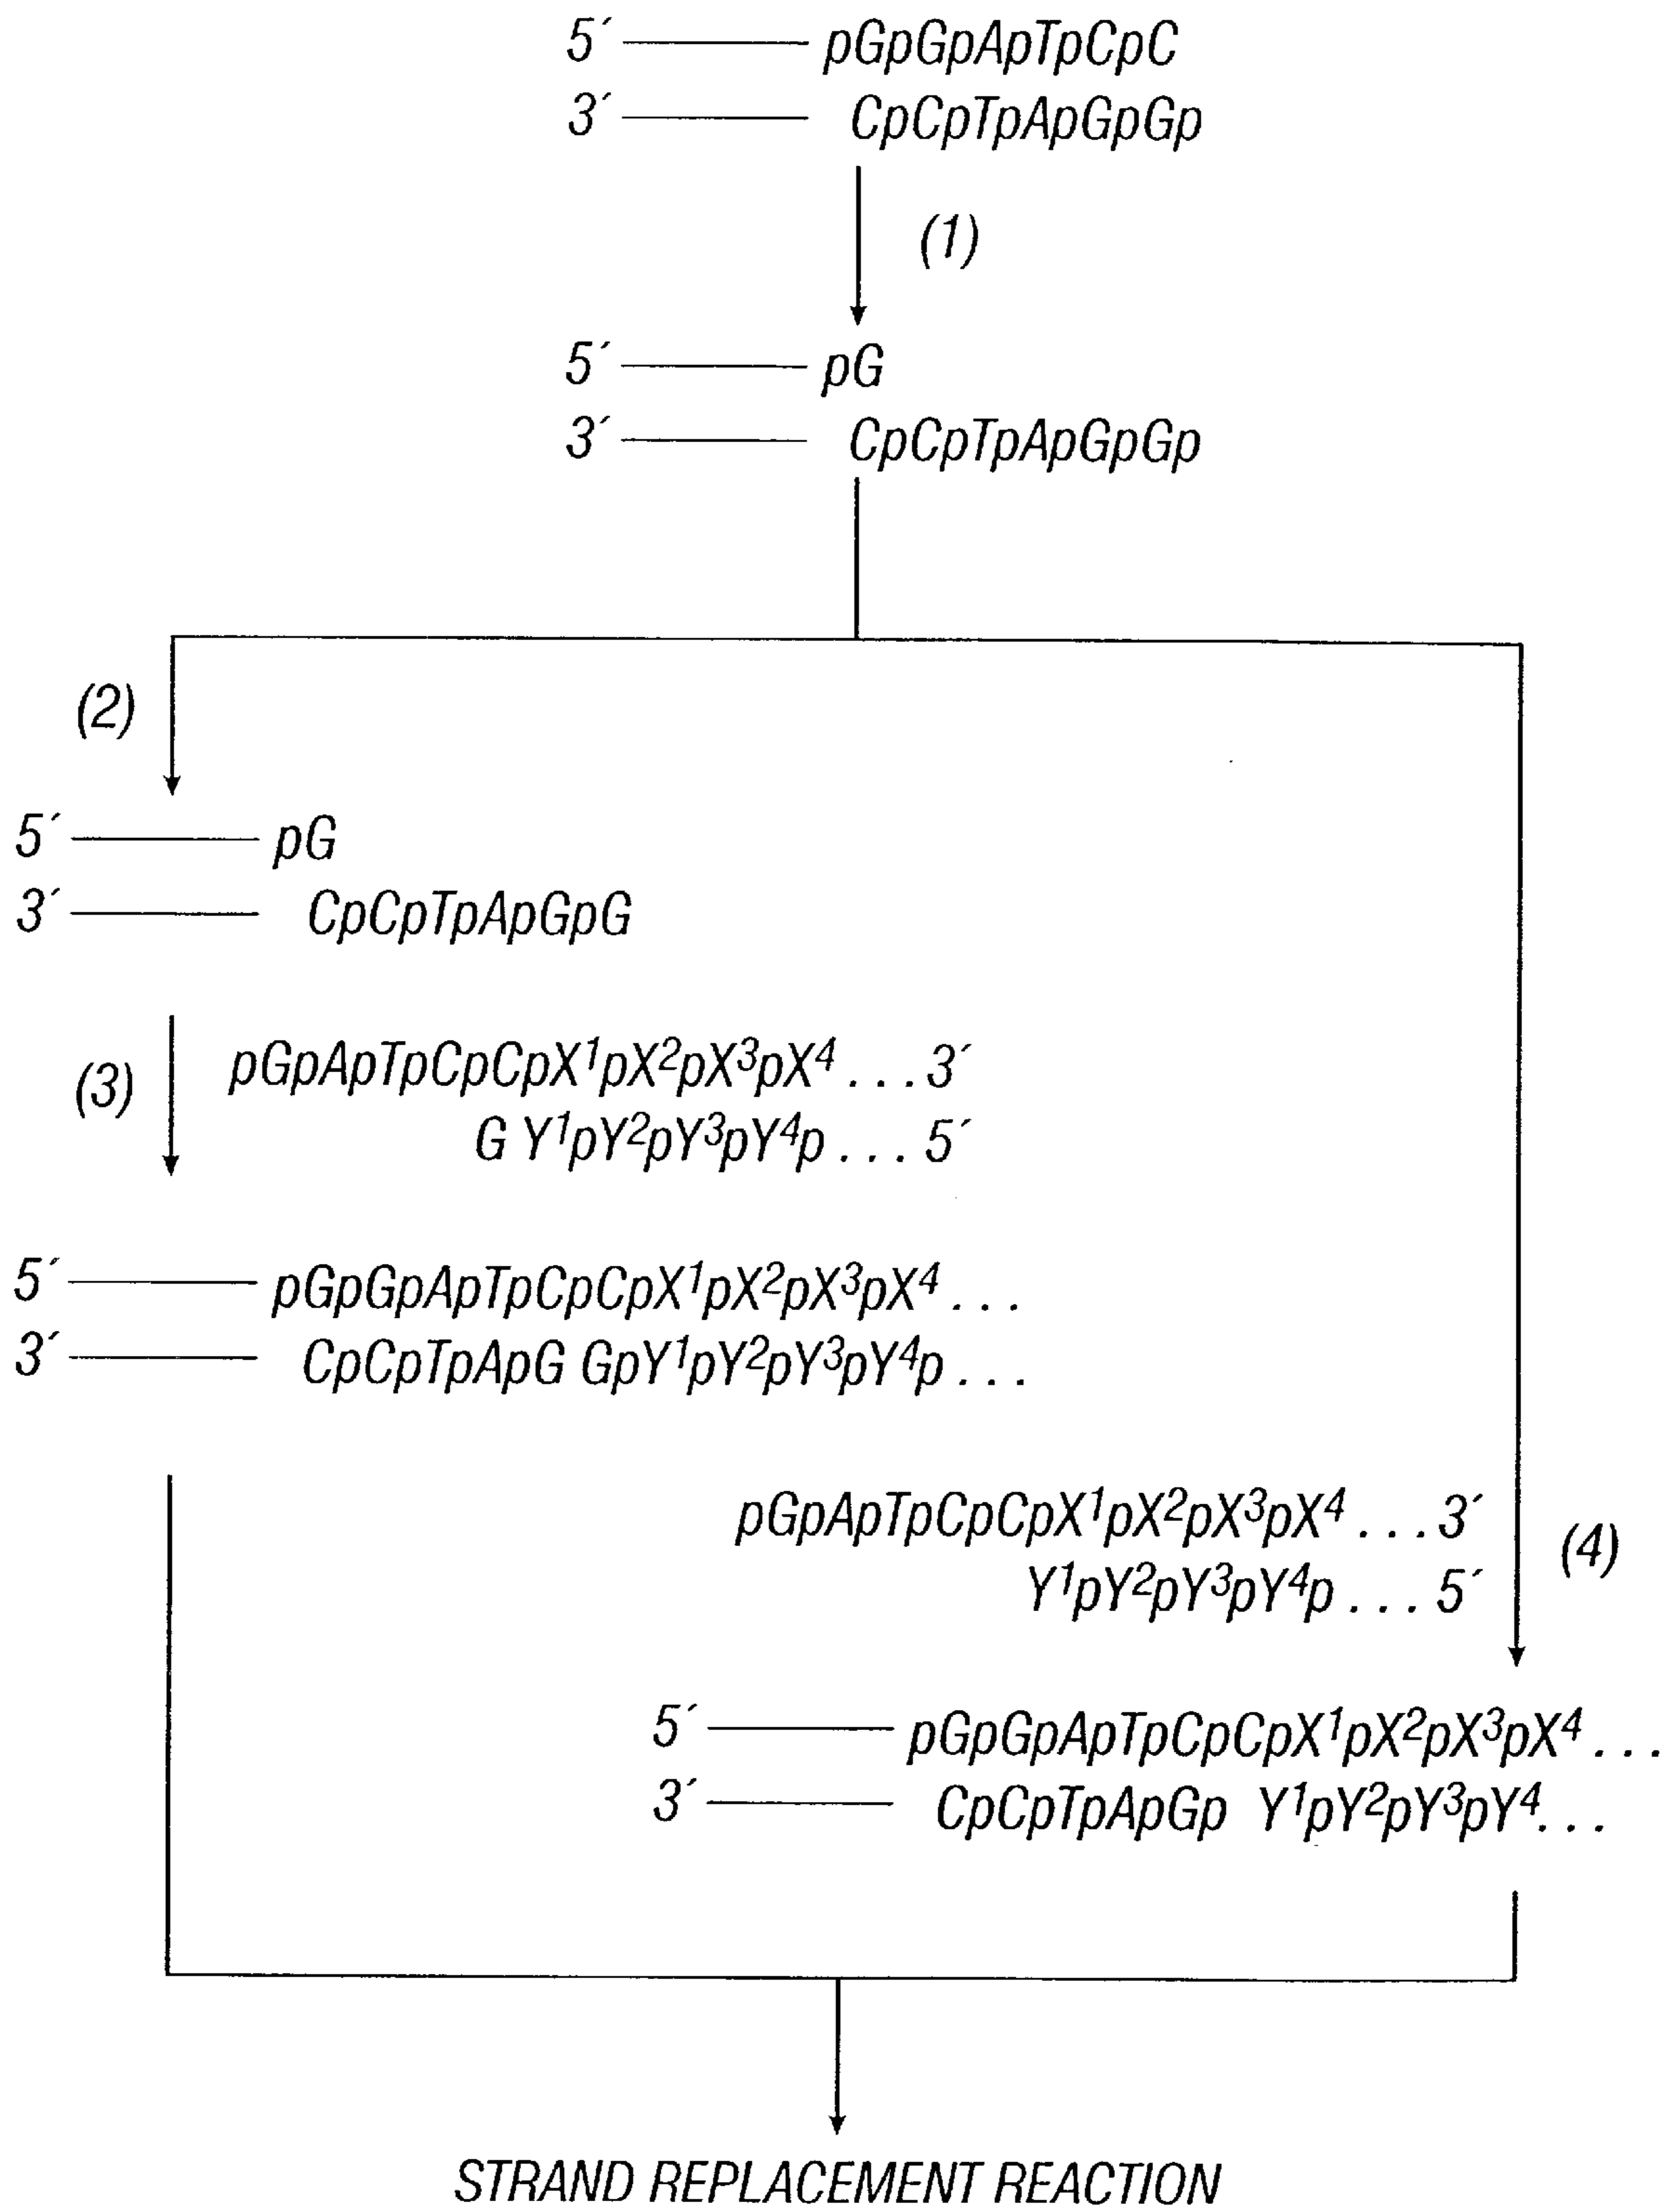 5´ pGpGpApTpCpC
3´ CpCpTpApGpGp
(1)
5´ pG
3´ CpCpTpApGpGp
(2)
5´ pG
3´ CpCpTpApGpG
(3)
pGpApTpCpCpX¹pX²pX³pX⁴...3´
G Y¹pY²pY³pY⁴p...5´
5´ pGpGpApTpCpCpX¹pX²pX³pX⁴...
3´ CpCpTpApG GpY¹pY²pY³pY⁴p...
pGpApTpCpCpX¹pX²pX³pX⁴...3´
Y¹pY²pY³pY⁴p...5´
(4)
5´ pGpGpApTpCpCpX¹pX²pX³pX⁴...
3´ CpCpTpApGp Y¹pY²pY³pY⁴...
STRAND REPLACEMENT REACTION